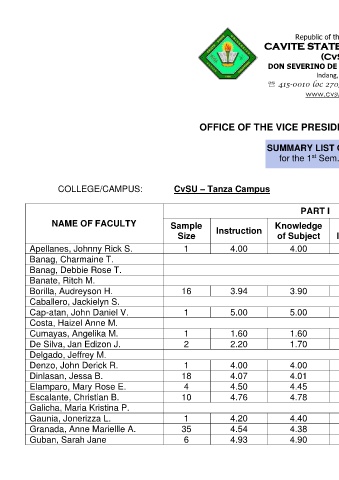 Republic of th
CAVITE STATE
(CvS
DON SEVERINO DE
Indang,
☏ 415-0010 loc 270
www.cvs
OFFICE OF THE VICE PRESID
SUMMARY LIST
for the 1st Sem.
COLLEGE/CAMPUS: CvSU – Tanza Campus
NAME OF FACULTY PART I
Sample Size Instruction Knowledge of Subject
Apellanes, Johnny Rick S. 1 4.00 4.00
Banag, Charmaine T.
Banag, Debbie Rose T.
Banate, Ritch M.
Borilla, Audreyson H. 16 3.94 3.90
Caballero, Jackielyn S.
Cap-atan, John Daniel V. 1 5.00 5.00
Costa, Haizel Anne M.
Cumayas, Angelika M. 1 1.60 1.60
De Silva, Jan Edizon J. 2 2.20 1.70
Delgado, Jeffrey M.
Denzo, John Derick R. 1 4.00 4.00
Dinlasan, Jessa B. 18 4.07 4.01
Elamparo, Mary Rose E. 4 4.50 4.45
Escalante, Christian B. 10 4.76 4.78
Galicha, Maria Kristina P.
Gaunia, Jonerizza L. 1 4.20 4.40
Granada, Anne Mariellle A. 35 4.54 4.38
Guban, Sarah Jane 6 4.93 4.90